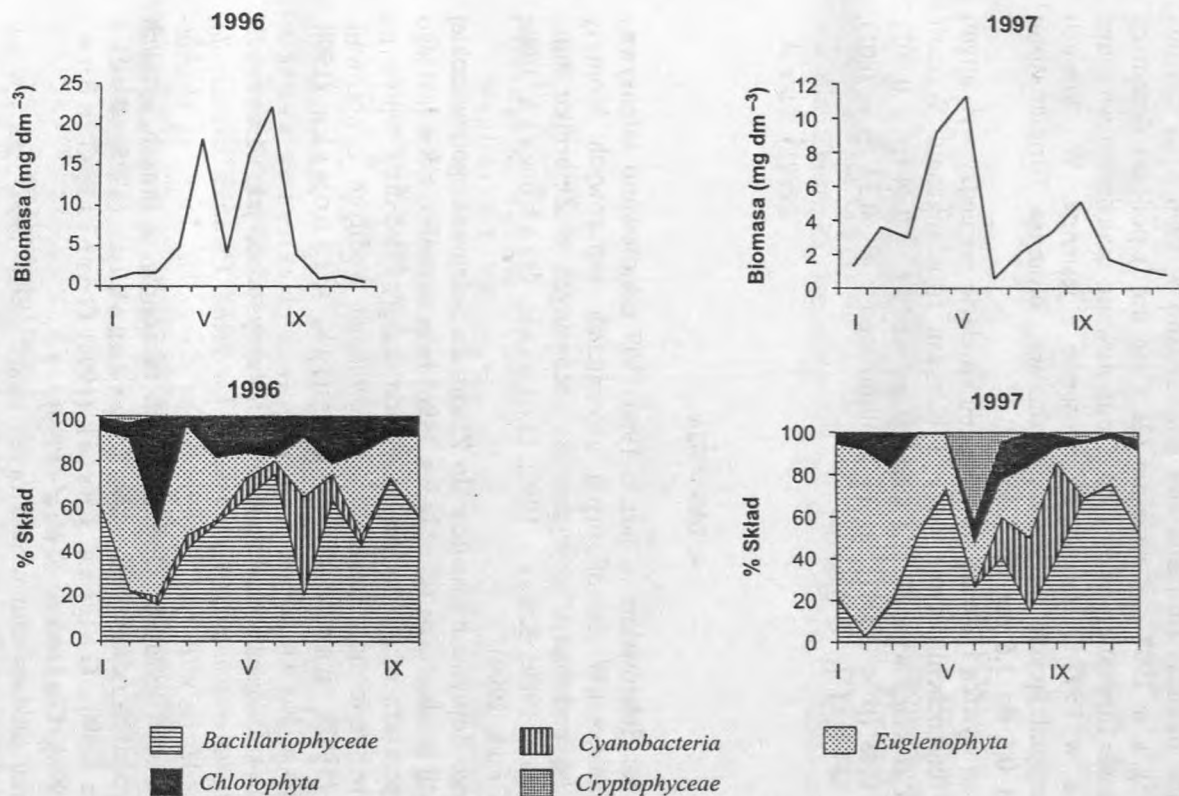 1996
25
20
15
10
5
0
Biomasa (mg dm⁻³)
I V IX
1997
12
10
8
6
4
2
0
Biomasa (mg dm⁻³)
I V IX
1996
100
80
60
40
20
0
% Skład
I V IX
1997
100
80
60
40
20
0
% Skład
I V IX
Bacillariophyceae
Cyanobacteria
Euglenophyta
Chlorophyta
Cryptophyceae